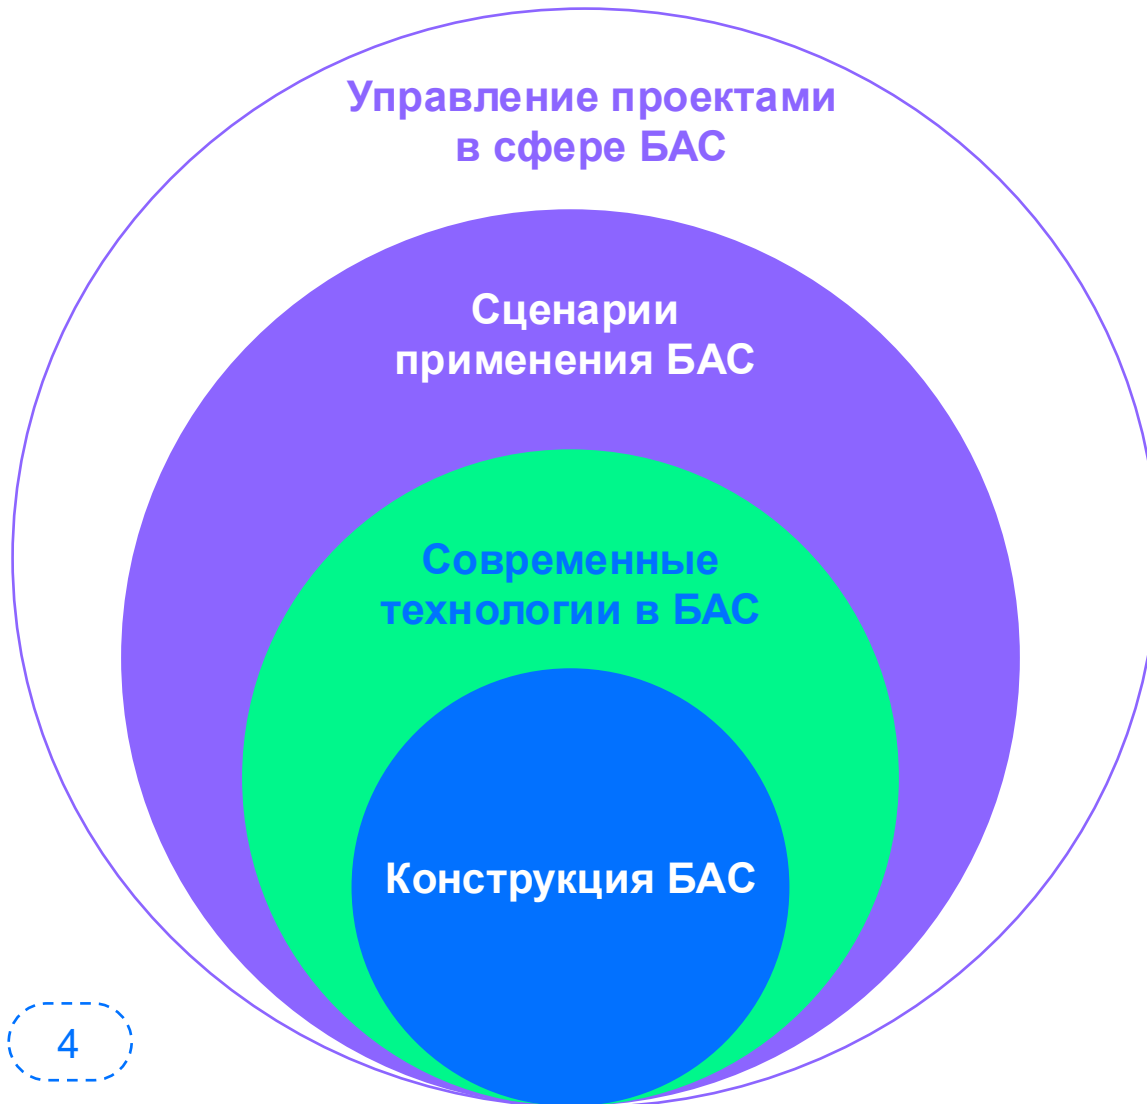 Управление проектами
в сфере БАС
Сценарии
применения БАС
Современные
технологии в БАС
Конструкция БАС
4